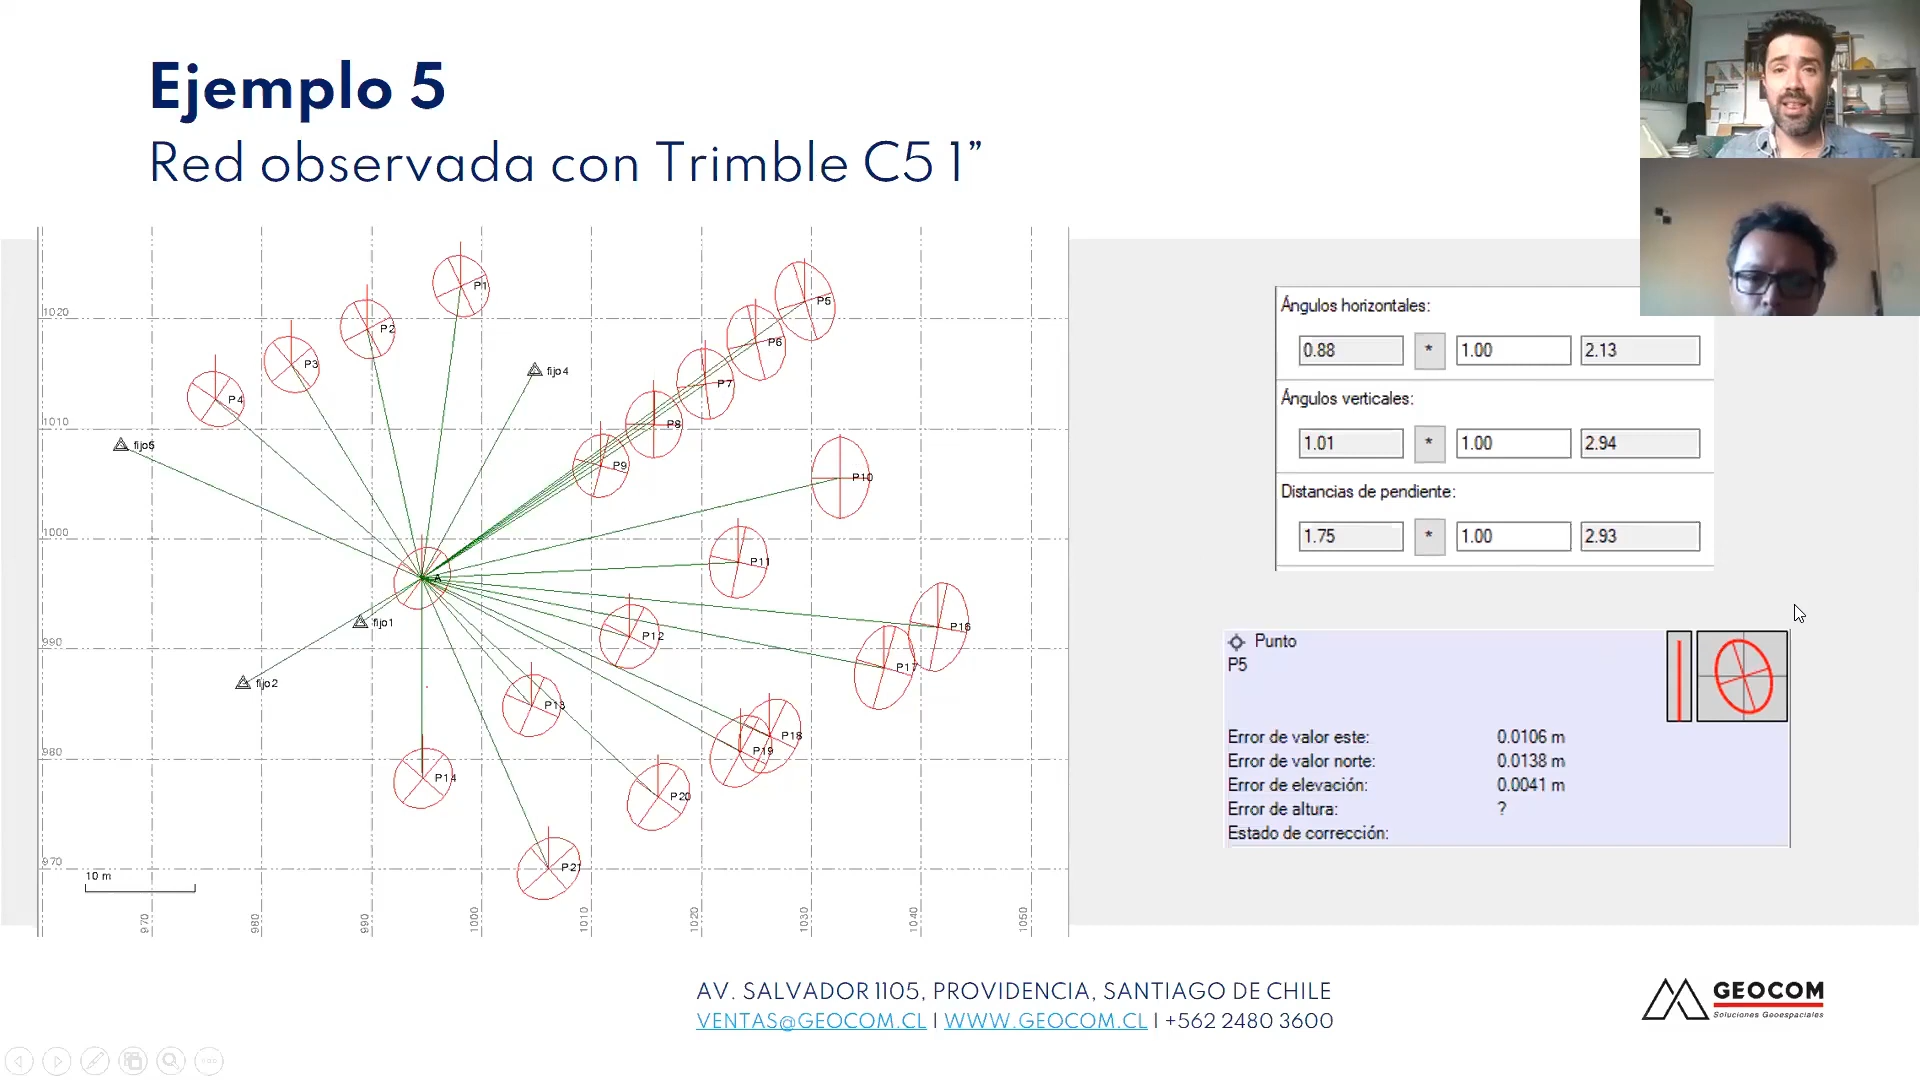 Ejemplo 5
Red observada con Trimble C5 1”
1020
1010
1000
990
980
970
10 m
970
980
990
1000
1010
1020
1030
1040
1050
P1
P2
P3
P4
P5
P6
P7
P8
P9
P10
P11
P12
P13
P14
P16
P17
P18
P19
P20
P21
A
fijo4
fijo5
fijo1
fijo2
Ángulos horizontales:
0.88 * 1.00 2.13
Ángulos verticales:
1.01 * 1.00 2.94
Distancias de pendiente:
1.75 * 1.00 2.93
Punto
P5
Error de valor este: 0.0106 m
Error de valor norte: 0.0138 m
Error de elevación: 0.0041 m
Error de altura: ?
Estado de corrección:
AV. SALVADOR 1105, PROVIDENCIA, SANTIAGO DE CHILE
VENTAS@GEOCOM.CL | WWW.GEOCOM.CL | +562 2480 3600
GEOCOM
Soluciones Geoespaciales